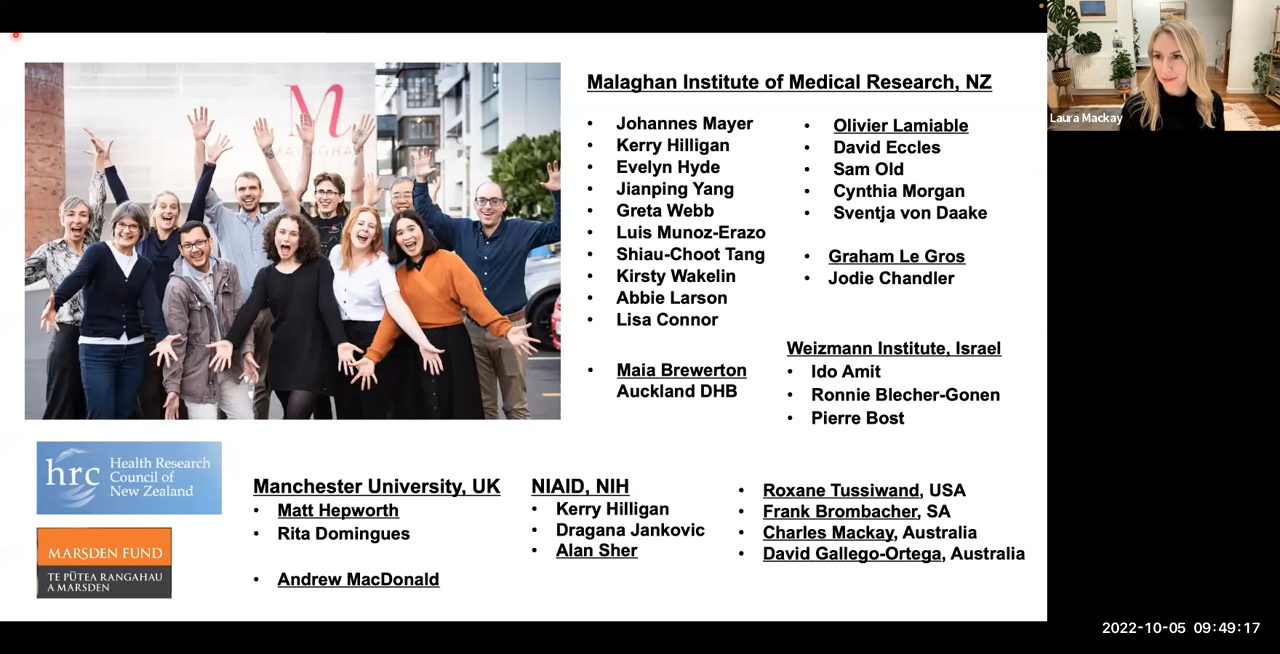 Malaghan Institute of Medical Research, NZ
• Johannes Mayer
• Kerry Hilligan
• Evelyn Hyde
• Jianping Yang
• Greta Webb
• Luis Munoz-Erazo
• Shiau-Choot Tang
• Kirsty Wakelin
• Abbie Larson
• Lisa Connor
• Maia Brewerton
Auckland DHB
• Olivier Lamiable
• David Eccles
• Sam Old
• Cynthia Morgan
• Sventja von Daake
• Graham Le Gros
• Jodie Chandler
Weizmann Institute, Israel
• Ido Amit
• Ronnie Blecher-Gonen
• Pierre Bost
M
MALAGHAN
hrc
Health Research
Council of
New Zealand
MARSDEN FUND
TE PŪTEA RANGAHAU
A MARSDEN
Manchester University, UK
• Matt Hepworth
• Rita Domingues
• Andrew MacDonald
NIAID, NIH
• Kerry Hilligan
• Dragana Jankovic
• Alan Sher
• Roxane Tussiwand, USA
• Frank Brombacher, SA
• Charles Mackay, Australia
• David Gallego-Ortega, Australia
Laura Mackay
2022-10-05 09:49:17